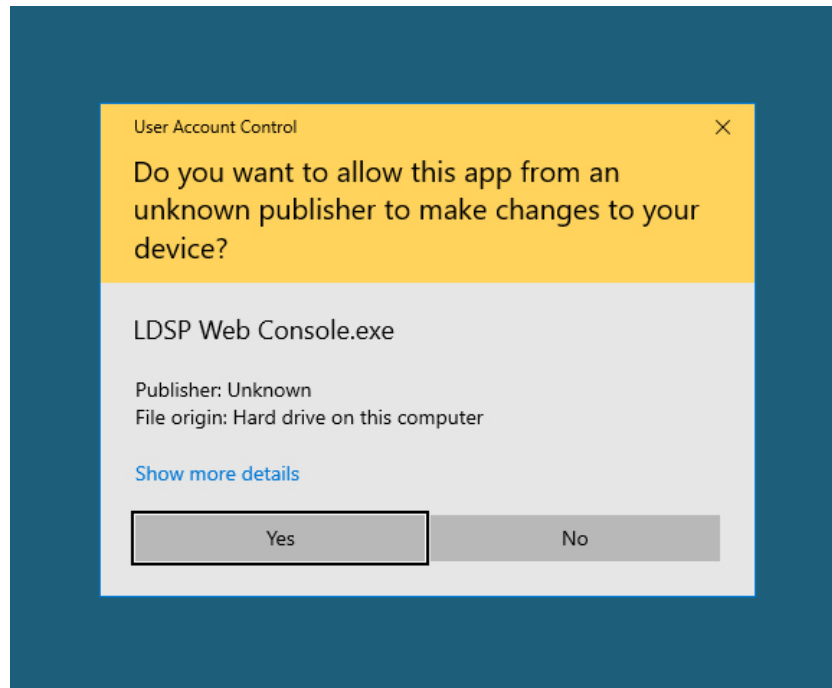 User Account Control
Do you want to allow this app from an
unknown publisher to make changes to your
device?
LDSP Web Console.exe
Publisher: Unknown
File origin: Hard drive on this computer
Show more details
Yes
No